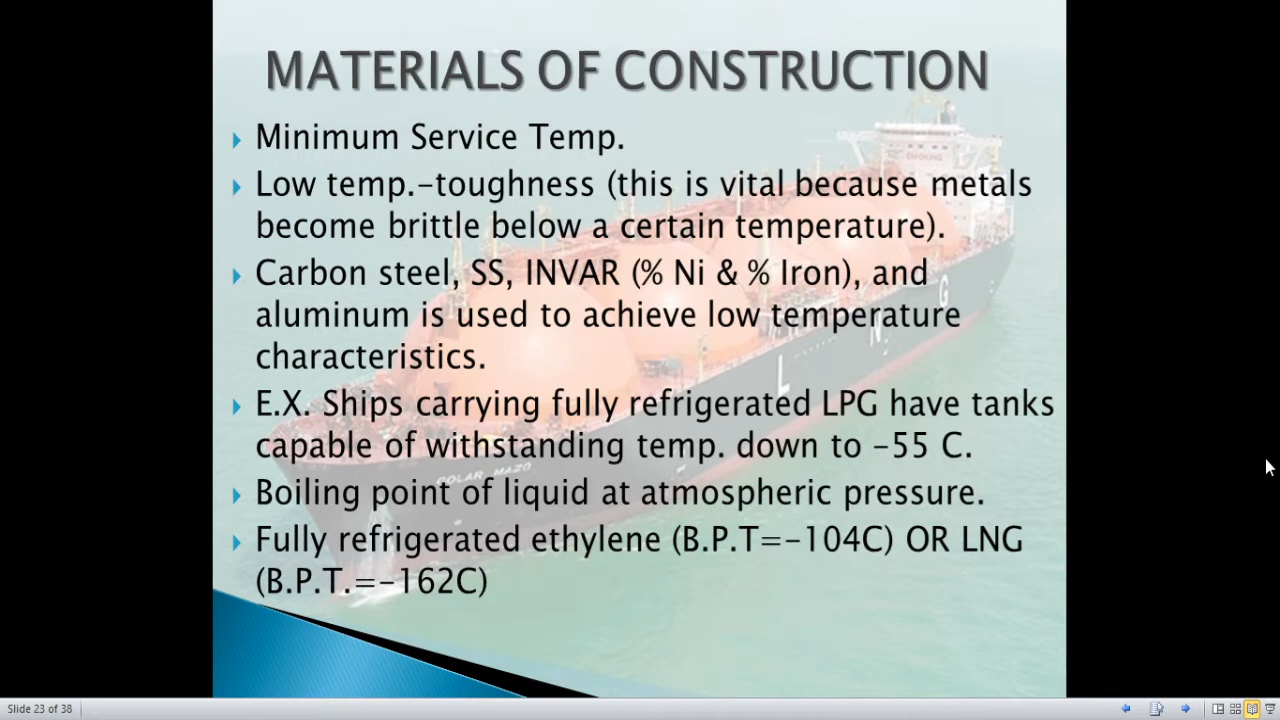 MATERIALS OF CONSTRUCTION
Minimum Service Temp.
Low temp.-toughness (this is vital because metals
become brittle below a certain temperature).
Carbon steel, SS, INVAR (% Ni & % Iron), and
aluminum is used to achieve low temperature
characteristics.
E.X. Ships carrying fully refrigerated LPG have tanks
capable of withstanding temp. down to -55 C.
Boiling point of liquid at atmospheric pressure.
Fully refrigerated ethylene (B.P.T=-104C) OR LNG
(B.P.T.=-162C)
SMOKING
L N G
POLAR
Slide 23 of 38